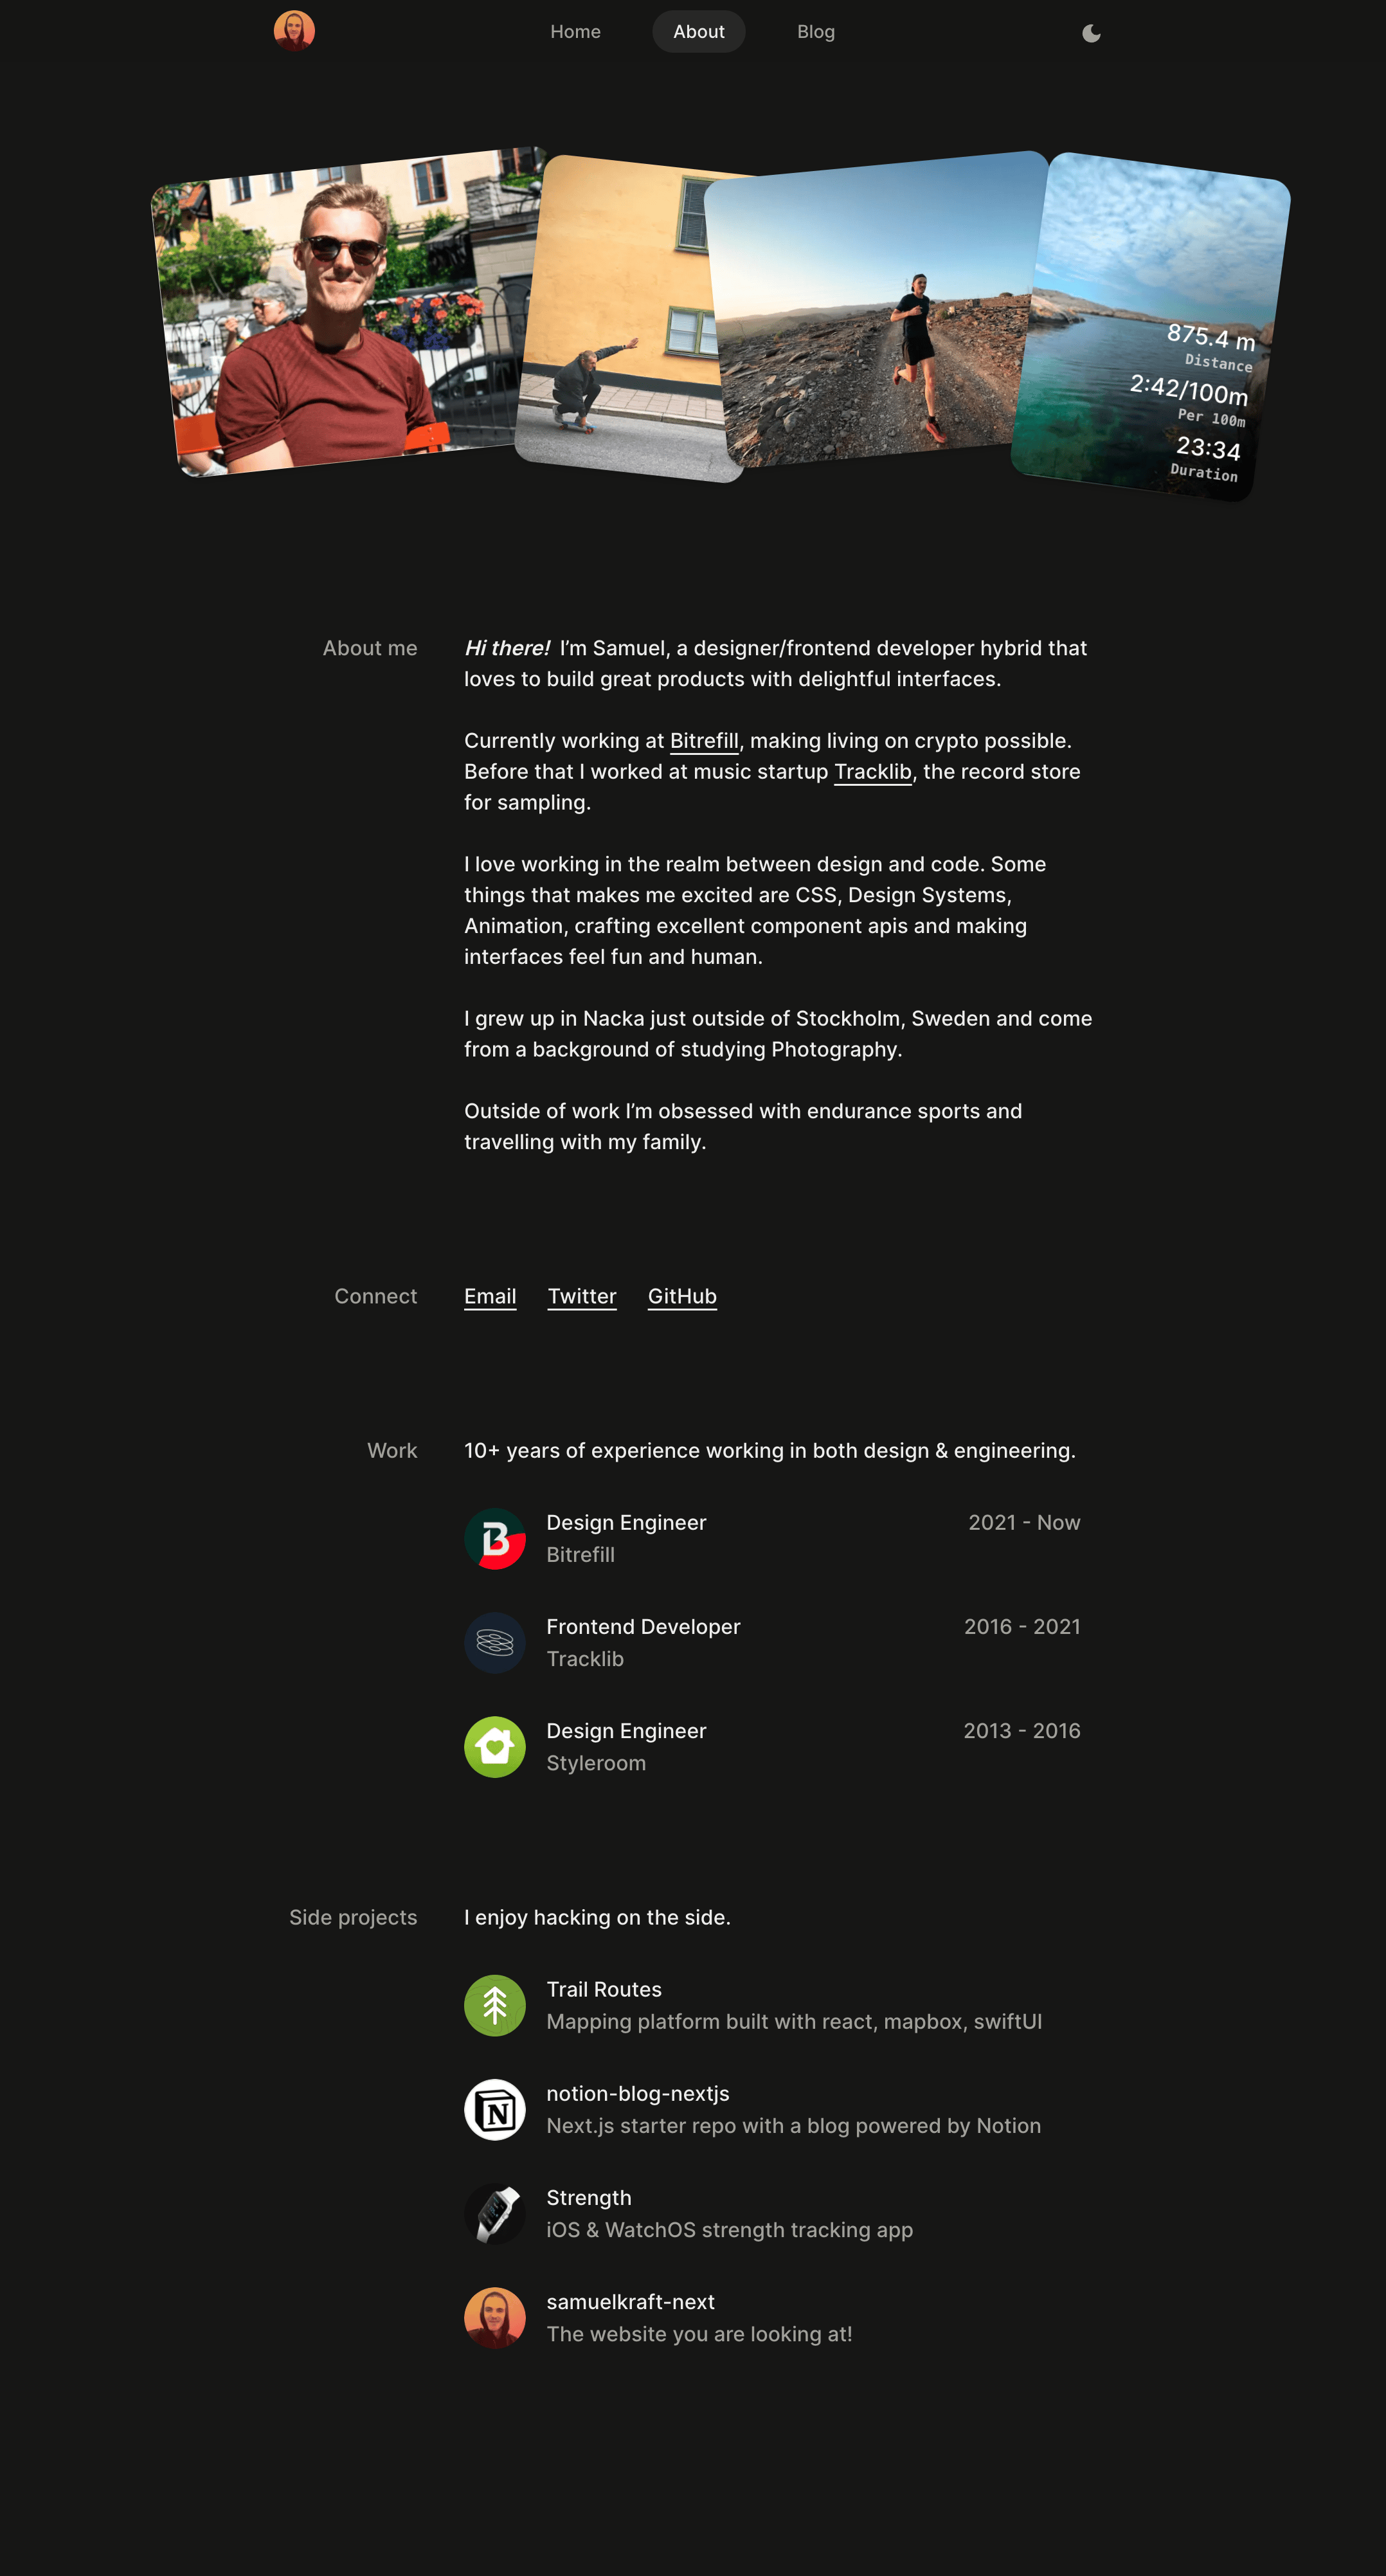 Home
About
Blog
875.4 m
Distance
2:42/100m
Per 100m
23:34
Duration
About me
Hi there! I’m Samuel, a designer/frontend developer hybrid that
loves to build great products with delightful interfaces.
Currently working at Bitrefill, making living on crypto possible.
Before that I worked at music startup Tracklib, the record store
for sampling.
I love working in the realm between design and code. Some
things that makes me excited are CSS, Design Systems,
Animation, crafting excellent component apis and making
interfaces feel fun and human.
I grew up in Nacka just outside of Stockholm, Sweden and come
from a background of studying Photography.
Outside of work I’m obsessed with endurance sports and
travelling with my family.
Connect
Email
Twitter
GitHub
Work
10+ years of experience working in both design & engineering.
B
Design Engineer
2021 - Now
Bitrefill
Frontend Developer
2016 - 2021
Tracklib
Design Engineer
2013 - 2016
Styleroom
Side projects
I enjoy hacking on the side.
Trail Routes
Mapping platform built with react, mapbox, swiftUI
N
notion-blog-nextjs
Next.js starter repo with a blog powered by Notion
Strength
iOS & WatchOS strength tracking app
samuelkraft-next
The website you are looking at!